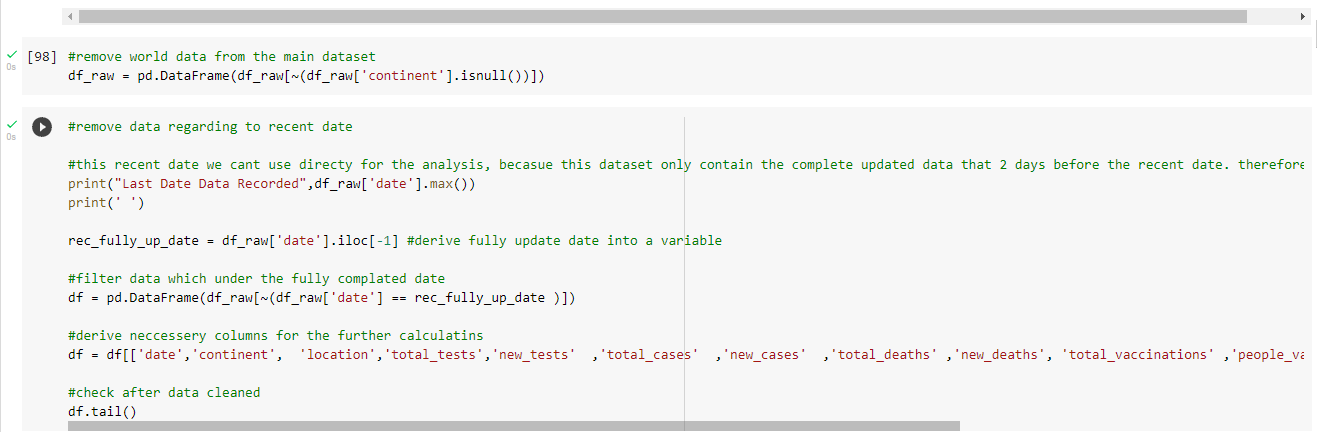 [98] #remove world data from the main dataset
0s
df_raw = pd.DataFrame(df_raw[~(df_raw['continent'].isnull())])
#remove data regarding to recent date
0s
#this recent date we cant use directy for the analysis, becasue this dataset only contain the complete updated data that 2 days before the recent date. therefore
print("Last Date Data Recorded",df_raw['date'].max())
print(' ')
rec_fully_up_date = df_raw['date'].iloc[-1] #derive fully update date into a variable
#filter data which under the fully complated date
df = pd.DataFrame(df_raw[~(df_raw['date'] == rec_fully_up_date )])
#derive neccessery columns for the further calculatins
df = df[['date','continent',  'location','total_tests','new_tests'  ,'total_cases'  ,'new_cases'  ,'total_deaths' ,'new_deaths', 'total_vaccinations' ,'people_va
#check after data cleaned
df.tail()